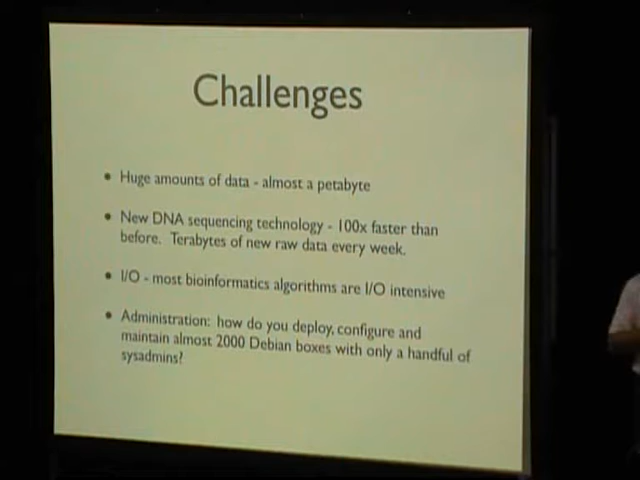 Challenges
• Huge amounts of data - almost a petabyte
• New DNA sequencing technology - 100x faster than
before. Terabytes of new raw data every week.
• I/O - most bioinformatics algorithms are I/O intensive
• Administration: how do you deploy, configure and
maintain almost 2000 Debian boxes with only a handful of
sysadmins?